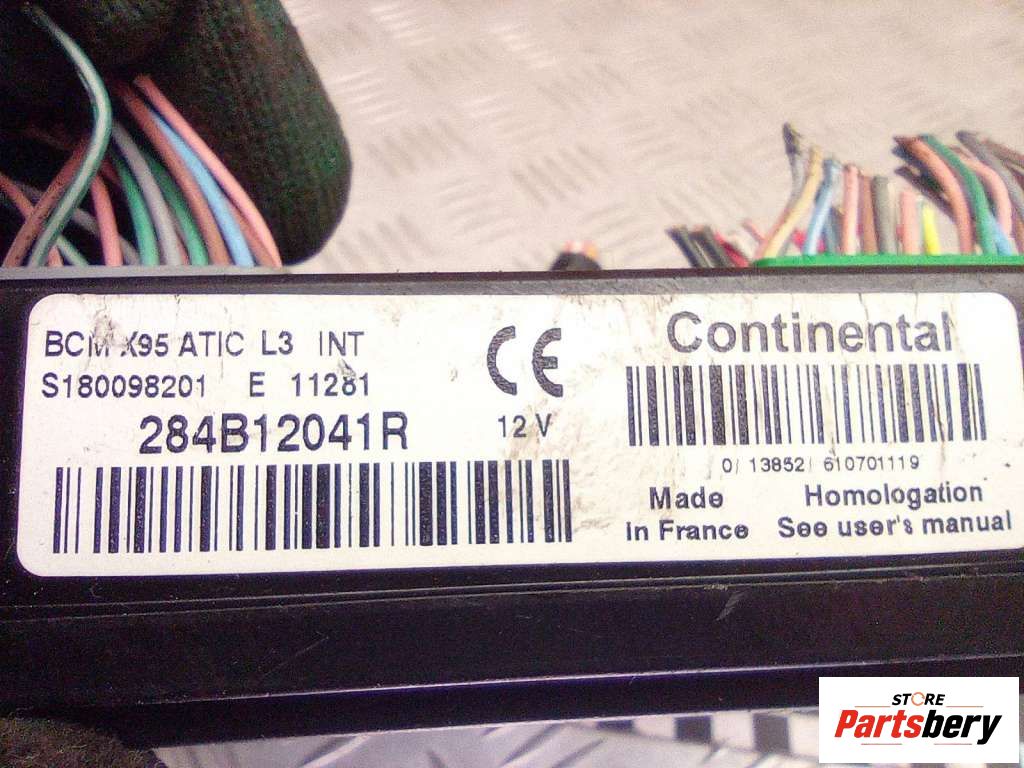 BCM X95 ATIC L3 INT
S180098201 E 11281
284B12041R
CE
12 V
Continental
0/ 13852/ 610701119
Made in France
Homologation
See user's manual
STORE
Partsbery